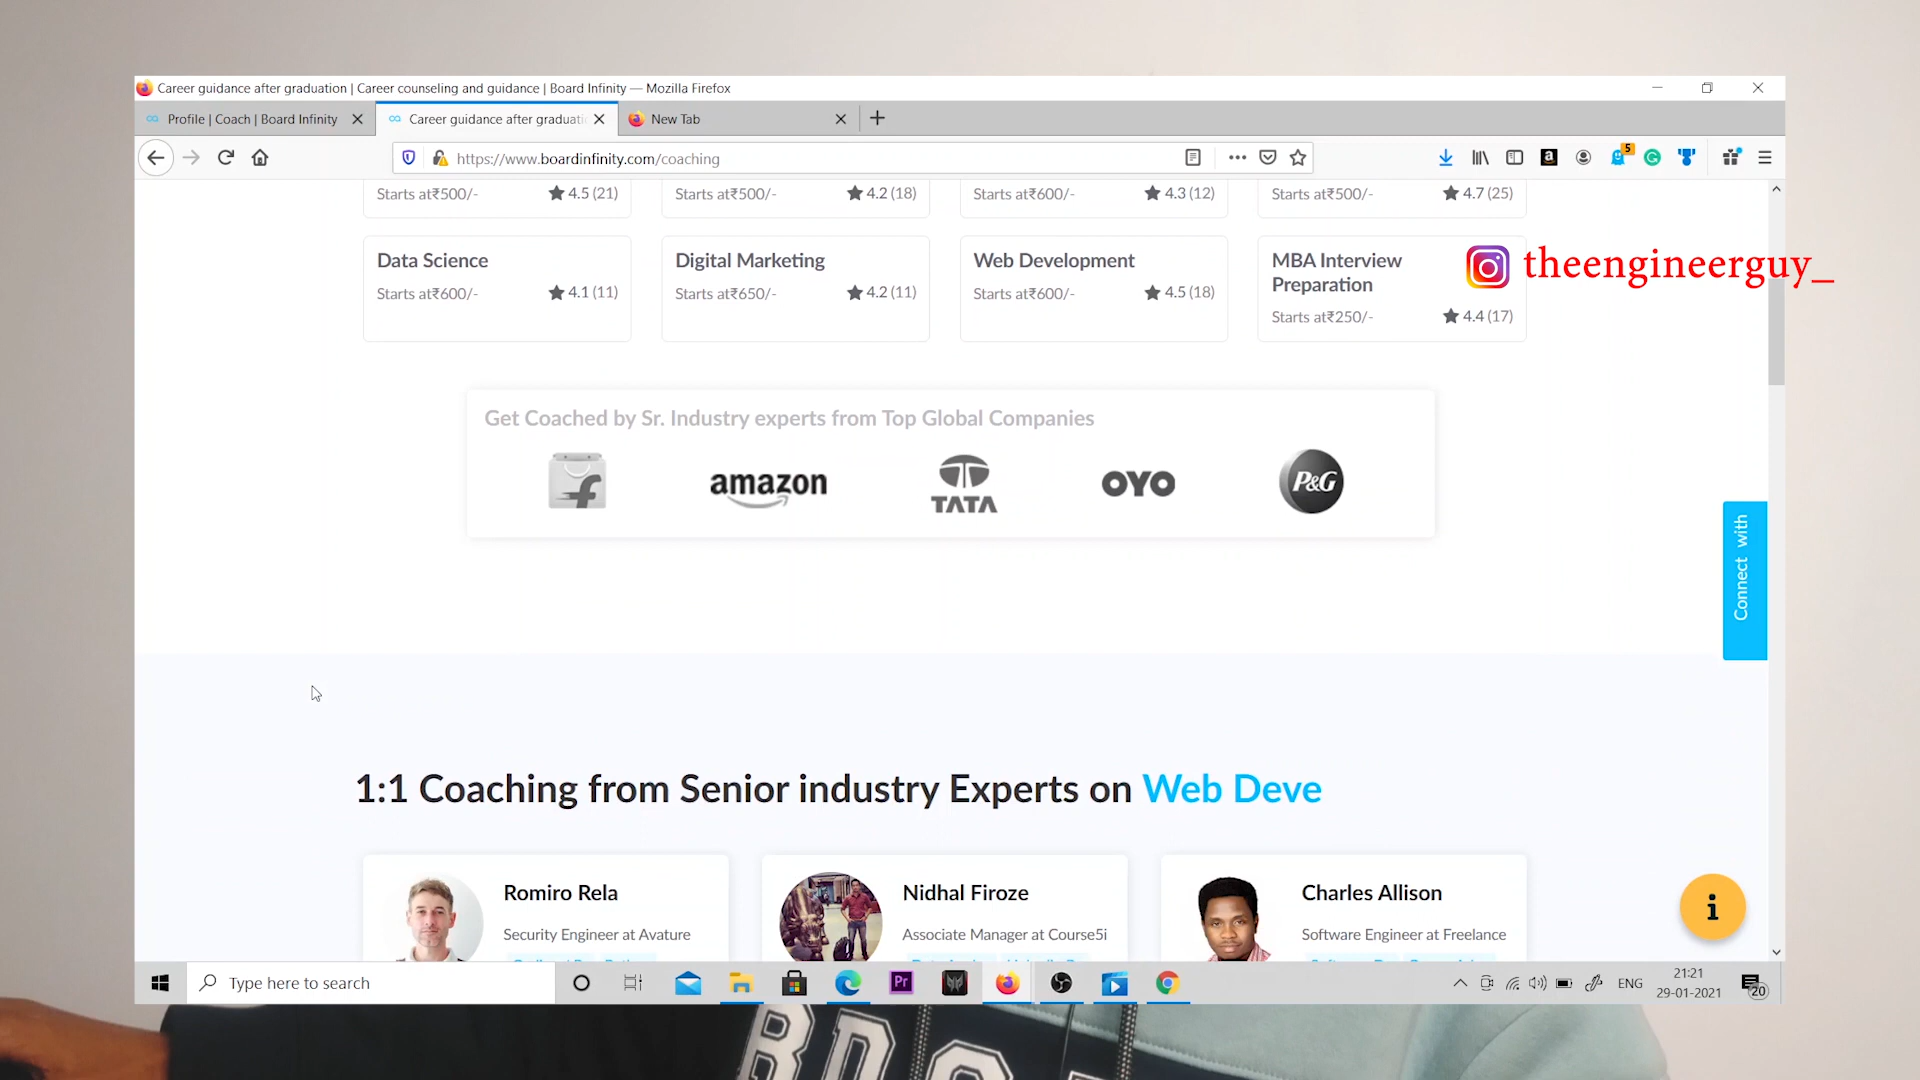 Career guidance after graduation | Career counseling and guidance | Board Infinity — Mozilla Firefox
Profile | Coach | Board Infinity
Career guidance after graduati
New Tab
https://www.boardinfinity.com/coaching
5
Starts at₹500/-
4.5 (21)
Starts at₹500/-
4.2 (18)
Starts at₹600/-
4.3 (12)
Starts at₹500/-
4.7 (25)
Data Science
Starts at₹600/-
4.1 (11)
Digital Marketing
Starts at₹650/-
4.2 (11)
Web Development
Starts at₹600/-
4.5 (18)
MBA Interview
Preparation
Starts at₹250/-
4.4 (17)
theengineerguy_
Get Coached by Sr. Industry experts from Top Global Companies
amazon
TATA
OYO
P&G
Connect with
1:1 Coaching from Senior industry Experts on Web Deve
Romiro Rela
Security Engineer at Avature
Nidhal Firoze
Associate Manager at Course5i
Charles Allison
Software Engineer at Freelance
Type here to search
Pr
ENG
21:21
29-01-2021
20